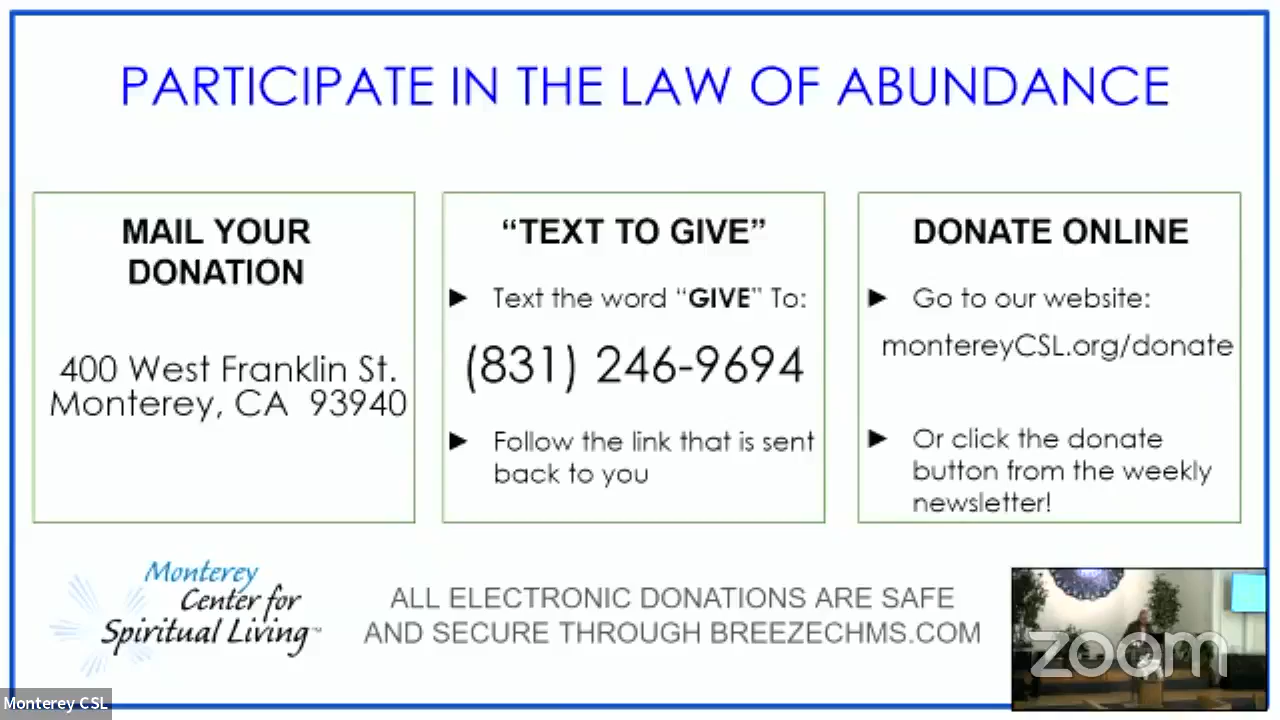 PARTICIPATE IN THE LAW OF ABUNDANCE
MAIL YOUR
DONATION
400 West Franklin St.
Monterey, CA 93940
“TEXT TO GIVE”
► Text the word “GIVE” To:
(831) 246-9694
► Follow the link that is sent
back to you
DONATE ONLINE
► Go to our website:
montereyCSL.org/donate
► Or click the donate
button from the weekly
newsletter!
Monterey
Center for
Spiritual Living™
ALL ELECTRONIC DONATIONS ARE SAFE
AND SECURE THROUGH BREEZECHMS.COM
zoom
Monterey CSL